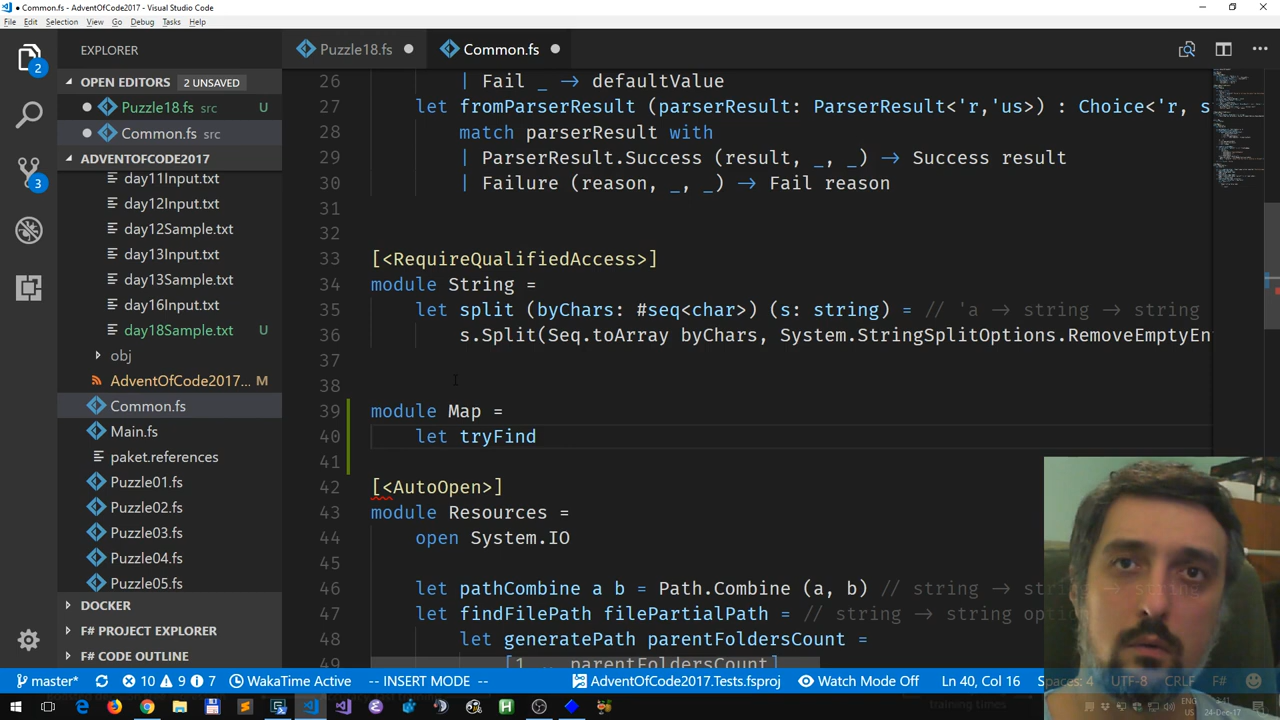 Common.fs - AdventOfCode2017 - Visual Studio Code
File Edit Selection View Go Debug Tasks Help
EXPLORER
Puzzle18.fs
Common.fs
OPEN EDITORS 2 UNSAVED
Puzzle18.fs src U
Common.fs src
ADVENTOFCODE2017
day11Input.txt
day12Input.txt
day12Sample.txt
day13Input.txt
day13Sample.txt
day16Input.txt
day18Sample.txt U
obj
AdventOfCode2017... M
Common.fs
Main.fs
paket.references
Puzzle01.fs
Puzzle02.fs
Puzzle03.fs
Puzzle04.fs
Puzzle05.fs
DOCKER
F# PROJECT EXPLORER
F# CODE OUTLINE
2
3
26 | Fail _ → defaultValue
27 let fromParserResult (parserResult: ParserResult<'r,'us>) : Choice<'r, s
28 match parserResult with
29 | ParserResult.Success (result, _, _) → Success result
30 | Failure (reason, _, _) → Fail reason
31
32
33 [<RequireQualifiedAccess>]
34 module String =
35 let split (byChars: #seq<char>) (s: string) = // 'a → string → string
36 s.Split(Seq.toArray byChars, System.StringSplitOptions.RemoveEmptyEn
37
38
39 module Map =
40 let tryFind
41
42 [<AutoOpen>]
43 module Resources =
44 open System.IO
45
46 let pathCombine a b = Path.Combine (a, b) // string → string → string
47 let findFilePath filePartialPath = // string → string option
48 let generatePath parentFoldersCount =
49 [1 .. parentFoldersCount]
master* 10 9 7 WakaTime Active -- INSERT MODE -- AdventOfCode2017.Tests.fsproj Watch Mode Off Ln 40, Col 16 Spaces: 4 UTF-8 CRLF F#
training times
ENG
US
24-Dec-17